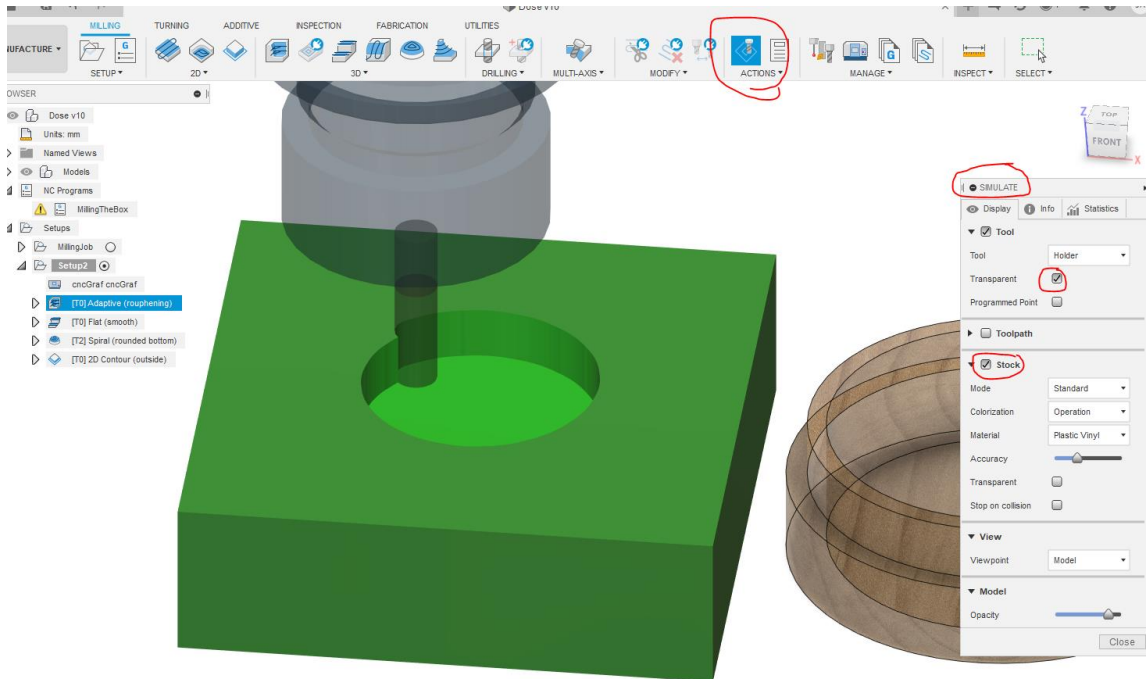 Dose v10
MILLING TURNING ADDITIVE INSPECTION FABRICATION UTILITIES
SETUP ▾ 2D ▾ 3D ▾ DRILLING ▾ MULTI-AXIS ▾ MODIFY ▾ ACTIONS ▾ MANAGE ▾ INSPECT ▾ SELECT ▾
Dose v10
Units: mm
Named Views
Models
NC Programs
MillingTheBox
Setups
MillingJob
Setup2
cncGraf cncGraf
[T0] Adaptive (rouphening)
[T0] Flat (smooth)
[T2] Spiral (rounded bottom)
[T0] 2D Contour (outside)
Z TOP
FRONT
X
SIMULATE
Display Info Statistics
Tool
Tool Holder
Transparent
Programmed Point
Toolpath
Stock
Mode Standard
Colorization Operation
Material Plastic Vinyl
Accuracy
Transparent
Stop on collision
View
Viewpoint Model
Model
Opacity
Close